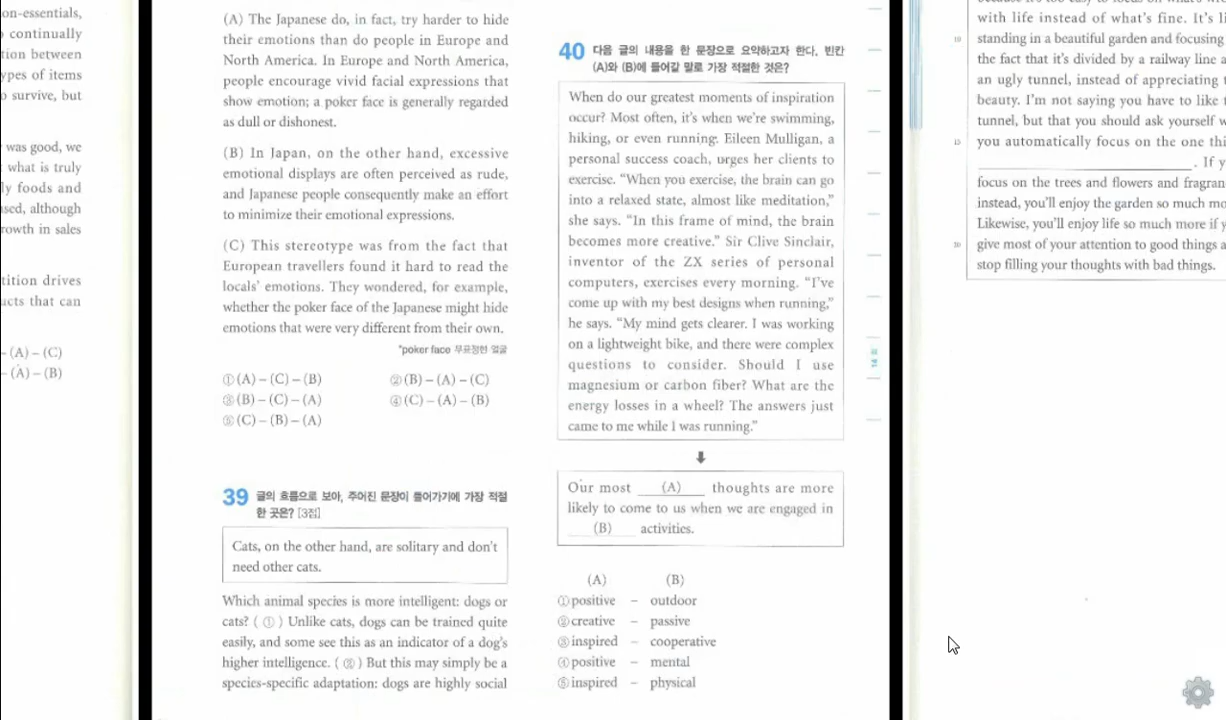 on-essentials,
continually
tion between
ypes of items
o survive, but
was good, we
what is truly
ly foods and
ised, although
rowth in sales
tition drives
ucts that can
– (A) – (C)
– (A) – (B)
(A) The Japanese do, in fact, try harder to hide
their emotions than do people in Europe and
North America. In Europe and North America,
people encourage vivid facial expressions that
show emotion; a poker face is generally regarded
as dull or dishonest.
(B) In Japan, on the other hand, excessive
emotional displays are often perceived as rude,
and Japanese people consequently make an effort
to minimize their emotional expressions.
(C) This stereotype was from the fact that
European travellers found it hard to read the
locals' emotions. They wondered, for example,
whether the poker face of the Japanese might hide
emotions that were very different from their own.
*poker face 무표정한 얼굴
① (A) – (C) – (B)
② (B) – (A) – (C)
③ (B) – (C) – (A)
④ (C) – (A) – (B)
⑤ (C) – (B) – (A)
39 글의 흐름으로 보아, 주어진 문장이 들어가기에 가장 적절
한 곳은? [3점]
Cats, on the other hand, are solitary and don't
need other cats.
Which animal species is more intelligent: dogs or
cats? ( ① ) Unlike cats, dogs can be trained quite
easily, and some see this as an indicator of a dog's
higher intelligence. ( ② ) But this may simply be a
species-specific adaptation: dogs are highly social
40 다음 글의 내용을 한 문장으로 요약하고자 한다. 빈칸
(A)와 (B)에 들어갈 말로 가장 적절한 것은?
When do our greatest moments of inspiration
occur? Most often, it's when we're swimming,
hiking, or even running. Eileen Mulligan, a
personal success coach, urges her clients to
exercise. "When you exercise, the brain can go
into a relaxed state, almost like meditation,"
she says. "In this frame of mind, the brain
becomes more creative." Sir Clive Sinclair,
inventor of the ZX series of personal
computers, exercises every morning. "I've
come up with my best designs when running,"
he says. "My mind gets clearer. I was working
on a lightweight bike, and there were complex
questions to consider. Should I use
magnesium or carbon fiber? What are the
energy losses in a wheel? The answers just
came to me while I was running."
Our most (A) thoughts are more
likely to come to us when we are engaged in
(B) activities.
(A) (B)
① positive – outdoor
② creative – passive
③ inspired – cooperative
④ positive – mental
⑤ inspired – physical
14회
with life instead of what's fine. It's li
10 standing in a beautiful garden and focusing
the fact that it's divided by a railway line a
an ugly tunnel, instead of appreciating t
beauty. I'm not saying you have to like t
tunnel, but that you should ask yourself w
15 you automatically focus on the one thi
. If y
focus on the trees and flowers and fragran
instead, you'll enjoy the garden so much mo
Likewise, you'll enjoy life so much more if y
20 give most of your attention to good things a
stop filling your thoughts with bad things.